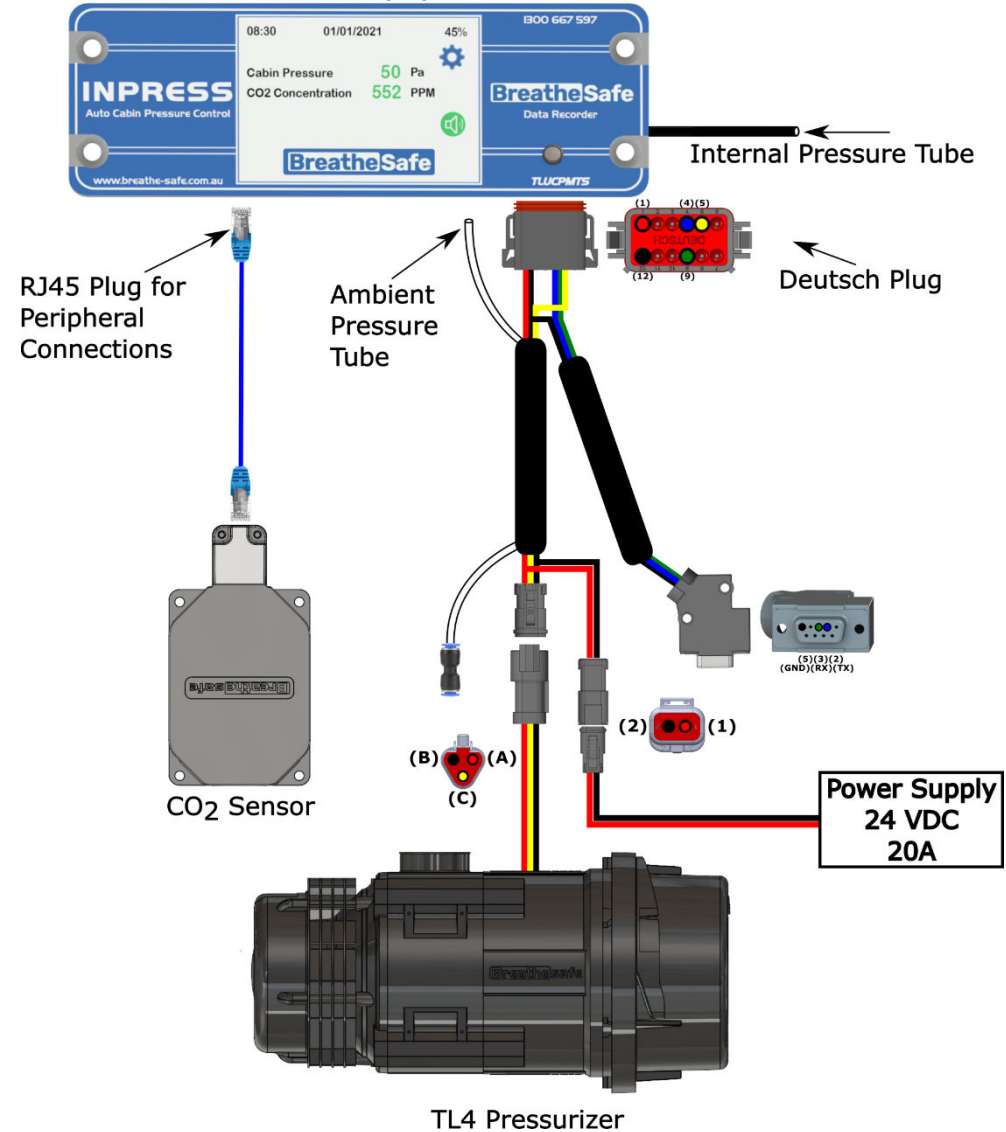 1300 667 597
08:30 01/01/2021 45%
Cabin Pressure 50 Pa
CO2 Concentration 552 PPM
INPRESS
Auto Cabin Pressure Control
BreatheSafe
Data Recorder
BreatheSafe
www.breathe-safe.com.au
TLUCPMTS
Internal Pressure Tube
(1) (4)(5)
DEUTSCH
(12) (9)
Deutsch Plug
RJ45 Plug for
Peripheral
Connections
Ambient
Pressure
Tube
(5)(3)(2)
(GND)(RX)(TX)
Breathesafe
(2) (1)
(B) (A)
(C)
CO2 Sensor
Power Supply
24 VDC
20A
Breathesafe
TL4 Pressurizer